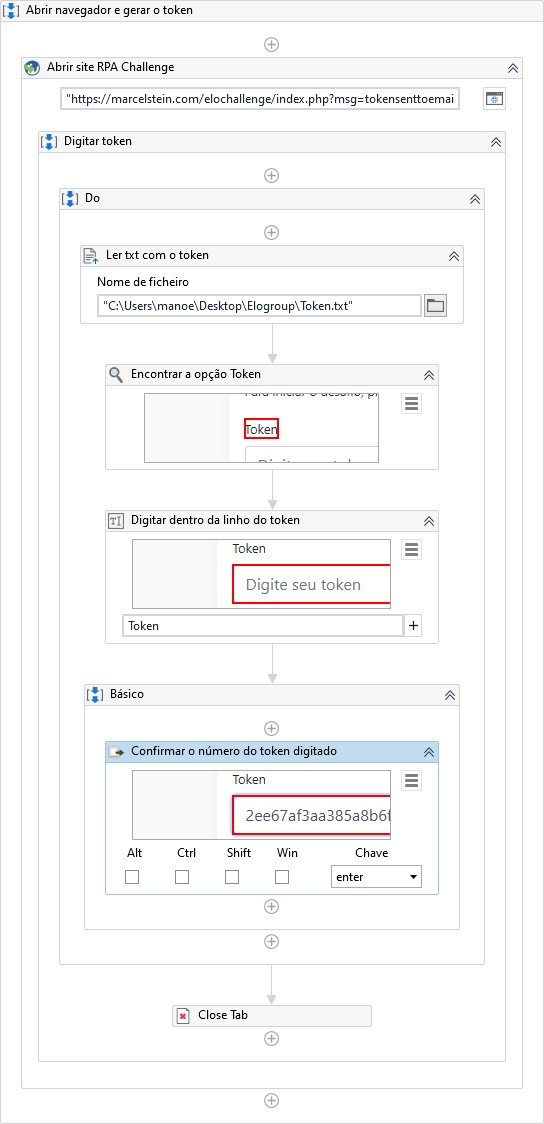 Abrir navegador e gerar o token
Abrir site RPA Challenge
"https://marcelstein.com/elochallenge/index.php?msg=tokensenttoemai
Digitar token
Do
Ler txt com o token
Nome de ficheiro
"C:\Users\manoe\Desktop\Elogroup\Token.txt"
Encontrar a opção Token
Token
Digitar dentro da linho do token
Token
Digite seu token
Token
Básico
Confirmar o número do token digitado
Token
2ee67af3aa385a8b6f
Alt Ctrl Shift Win Chave
enter
Close Tab